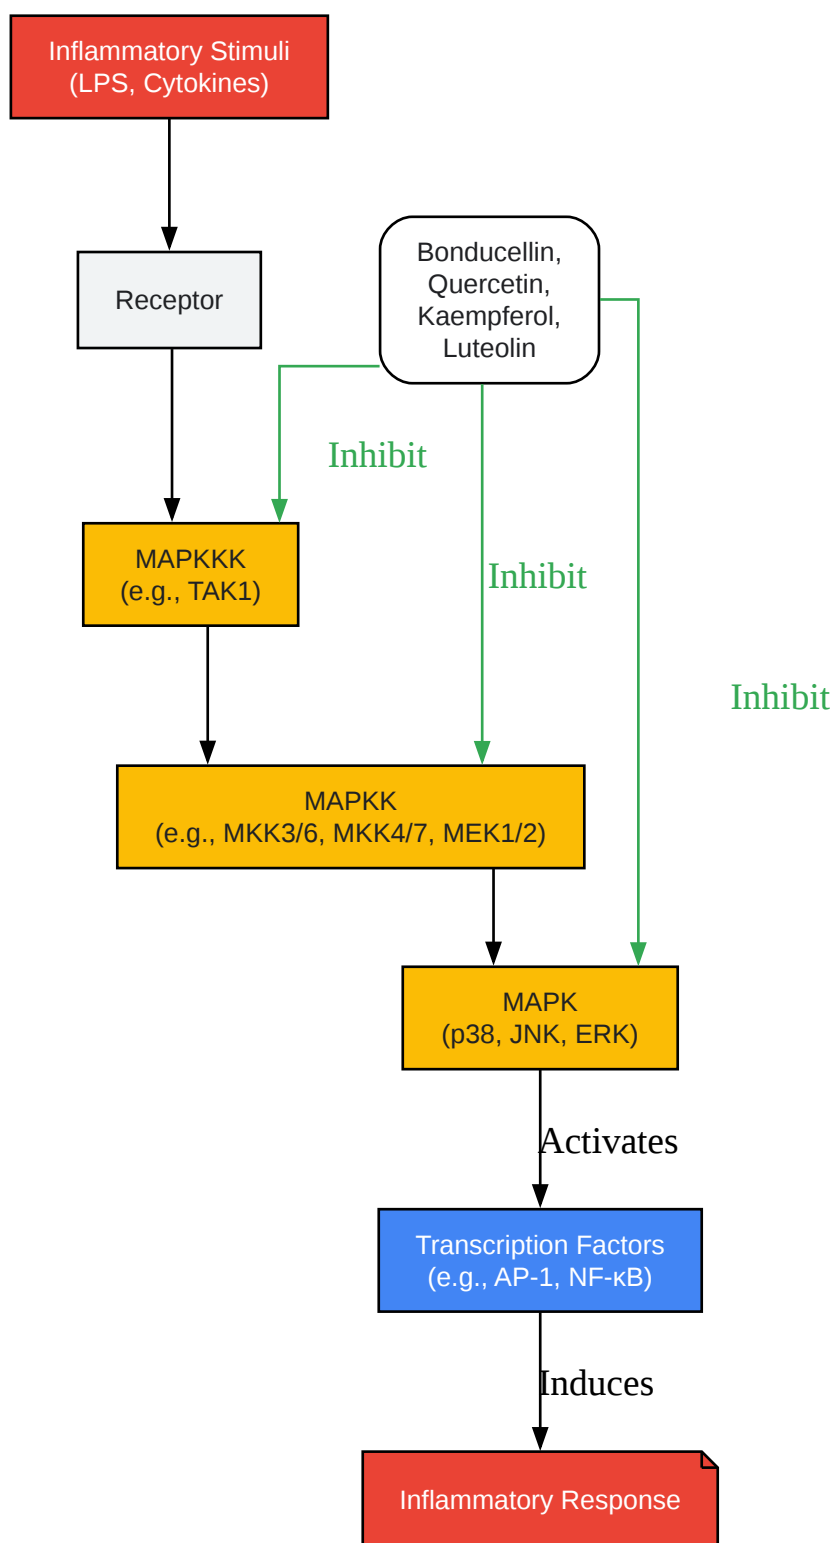 Inflammatory Stimuli
(LPS, Cytokines)
Bonducellin,
Quercetin,
Kaempferol,
Luteolin
Receptor
Inhibit
MAPKKK
(e.g., TAK1)
Inhibit
Inhibit
MAPKK
(e.g., MKK3/6, MKK4/7, MEK1/2)
MAPK
(p38, JNK, ERK)
Activates
Transcription Factors
(e.g., AP-1, NF-κB)
Induces
Inflammatory Response